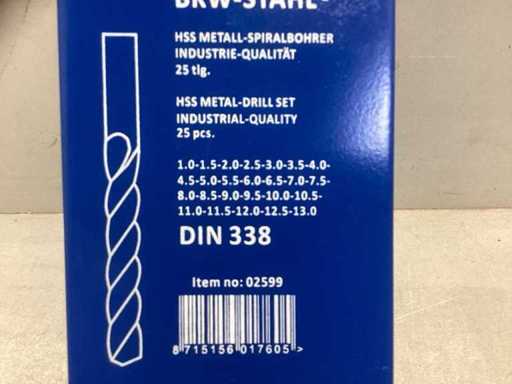 BKW-STAHL-
HSS METALL-SPIRALBOHRER
INDUSTRIE-QUALITÄT
25 tlg.
HSS METAL-DRILL SET
INDUSTRIAL-QUALITY
25 pcs.
1.0-1.5-2.0-2.5-3.0-3.5-4.0-
4.5-5.0-5.5-6.0-6.5-7.0-7.5-
8.0-8.5-9.0-9.5-10.0-10.5-
11.0-11.5-12.0-12.5-13.0
DIN 338
Item no: 02599
8 715156 017605 >